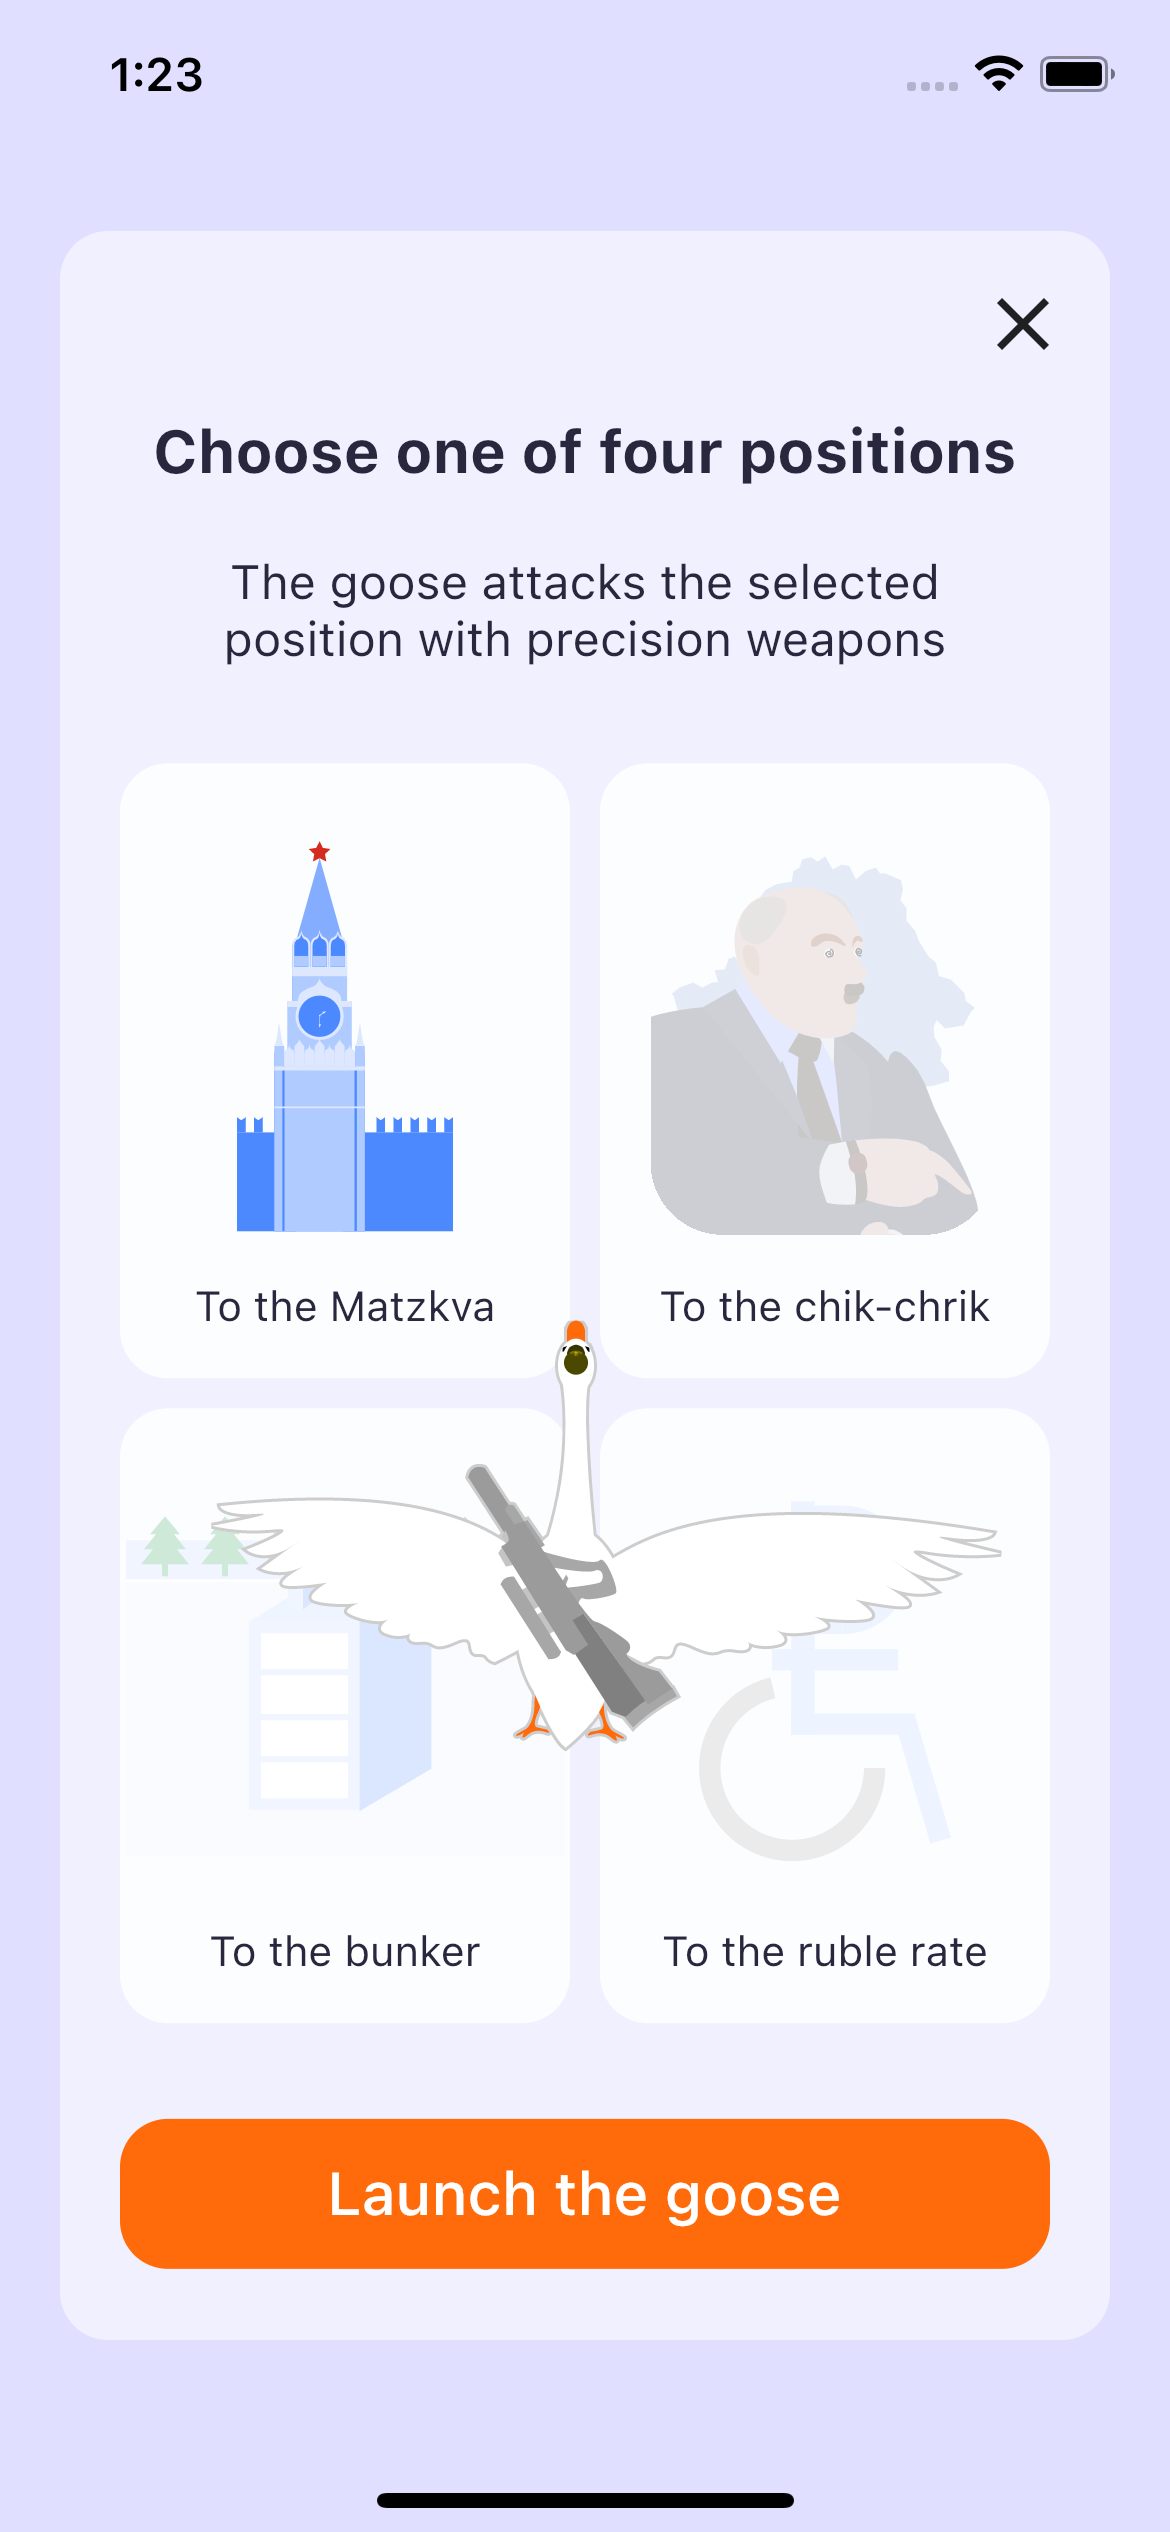 1:23
Choose one of four positions
The goose attacks the selected
position with precision weapons
To the Matzkva
To the chik-chrik
To the bunker
To the ruble rate
Launch the goose